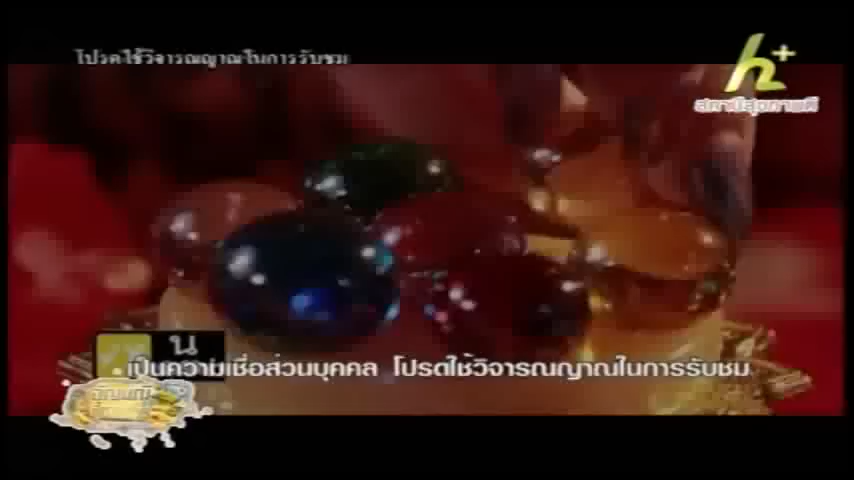 โปรดใช้วิจารณญาณในการรับชม
h+
สถานีสุขภาพดี
น
เป็นความเชื่อส่วนบุคคล โปรดใช้วิจารณญาณในการรับชม